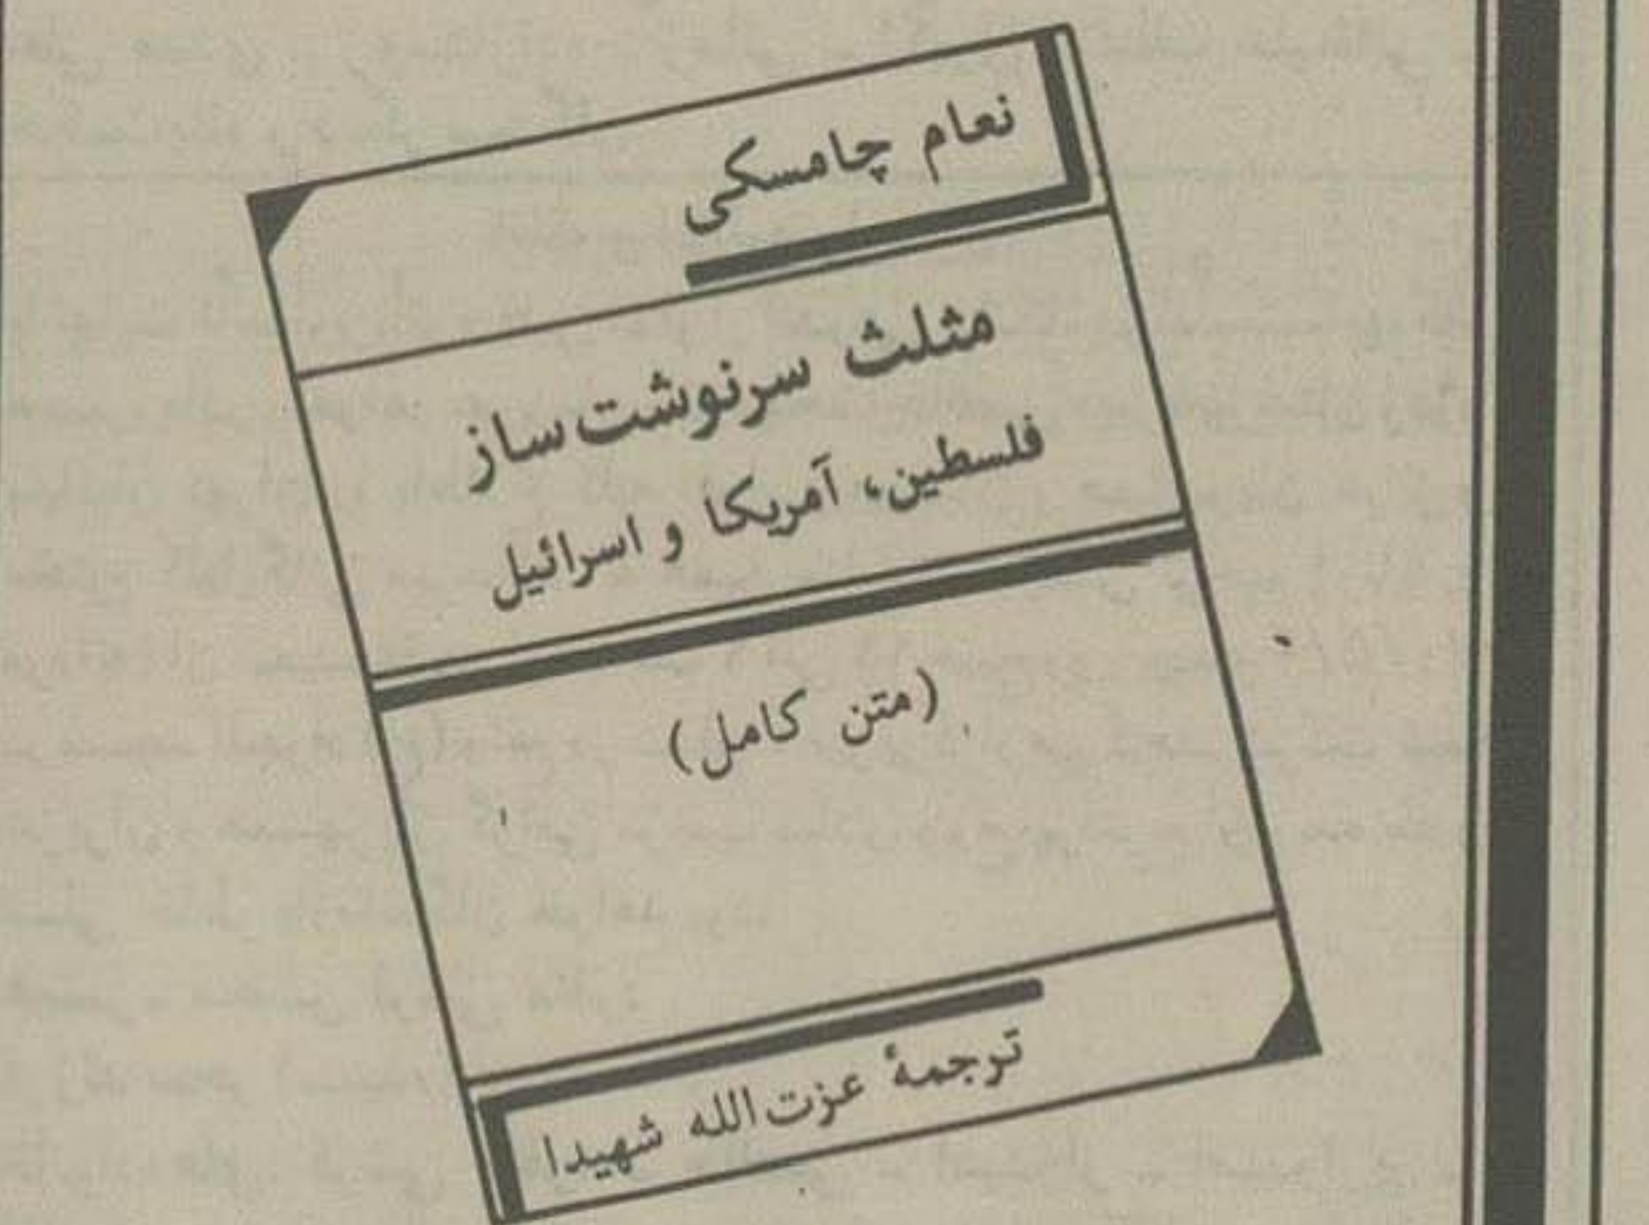 نعام چامسکی
مثلث سرنوشت‌ساز
فلسطین، آمریکا و اسرائیل
(متن کامل)
ترجمهٔ عزت‌الله شهیدا